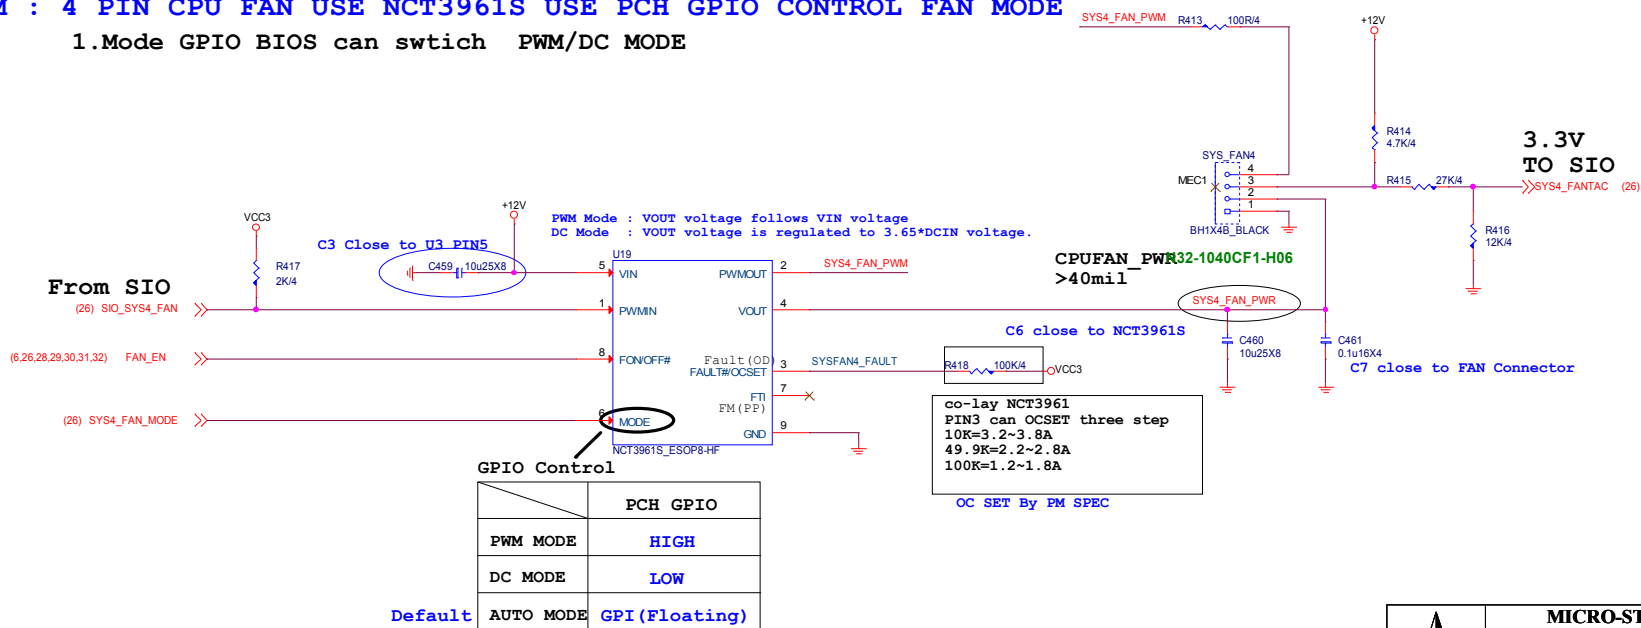 M : 4 PIN CPU FAN USE NCT3961S USE PCH GPIO CONTROL FAN MODE
1.Mode GPIO BIOS can swtich PWM/DC MODE
SYS4_FAN_PWM
R413
100R/4
+12V
R414
4.7K/4
3.3V
TO SIO
SYS_FAN4
MEC1
4
3
2
1
R415
27K/4
SYS4_FANTAC (26)
BH1X4B_BLACK
R416
12K/4
VCC3
R417
2K/4
+12V
C3 Close to U3 PIN5
C459
10u25X8
PWM Mode : VOUT voltage follows VIN voltage
DC Mode : VOUT voltage is regulated to 3.65*DCIN voltage.
U19
From SIO
(26) SIO_SYS4_FAN
(6,26,28,29,30,31,32) FAN_EN
(26) SYS4_FAN_MODE
5 VIN
1 PWMIN
8 FON/OFF#
6 MODE
PWMOUT 2
VOUT 4
Fault(OD)
FAULT#/OCSET 3
FTI 7
FM(PP)
GND 9
NCT3961S_ESOP8-HF
SYS4_FAN_PWM
SYSFAN4_FAULT
R418
100K/4
VCC3
CPUFAN_PWR
>40mil
32-1040CF1-H06
SYS4_FAN_PWR
C6 close to NCT3961S
C460
10u25X8
C461
0.1u16X4
C7 close to FAN Connector
co-lay NCT3961
PIN3 can OCSET three step
10K=3.2~3.8A
49.9K=2.2~2.8A
100K=1.2~1.8A
OC SET By PM SPEC
GPIO Control
PCH GPIO
PWM MODE HIGH
DC MODE LOW
Default AUTO MODE GPI(Floating)
MICRO-ST